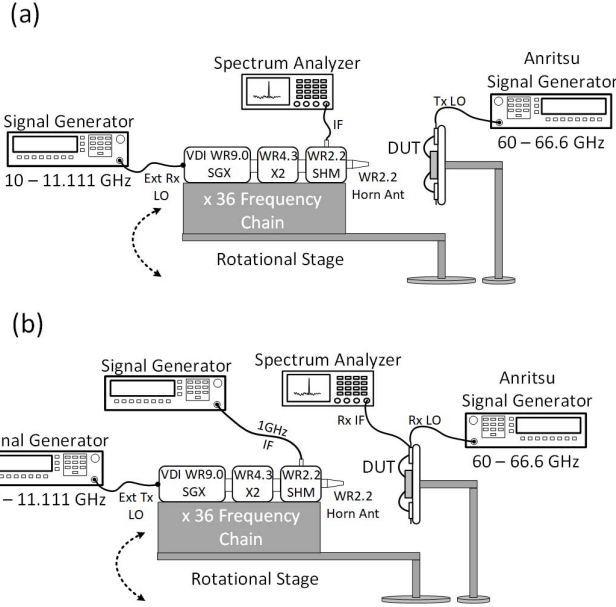 (a)
Spectrum Analyzer
Anritsu
Signal Generator
Tx LO
IF
Signal Generator
DUT
60 – 66.6 GHz
VDI WR9.0
SGX
WR4.3
X2
WR2.2
SHM
10 – 11.111 GHz
Ext Rx
LO
WR2.2
Horn Ant
x 36 Frequency
Chain
Rotational Stage
(b)
Signal Generator
Spectrum Analyzer
Anritsu
Signal Generator
Rx IF
Rx LO
1GHz
IF
nal Generator
DUT
60 – 66.6 GHz
VDI WR9.0
SGX
WR4.3
X2
WR2.2
SHM
– 11.111 GHz
Ext Tx
LO
WR2.2
Horn Ant
x 36 Frequency
Chain
Rotational Stage